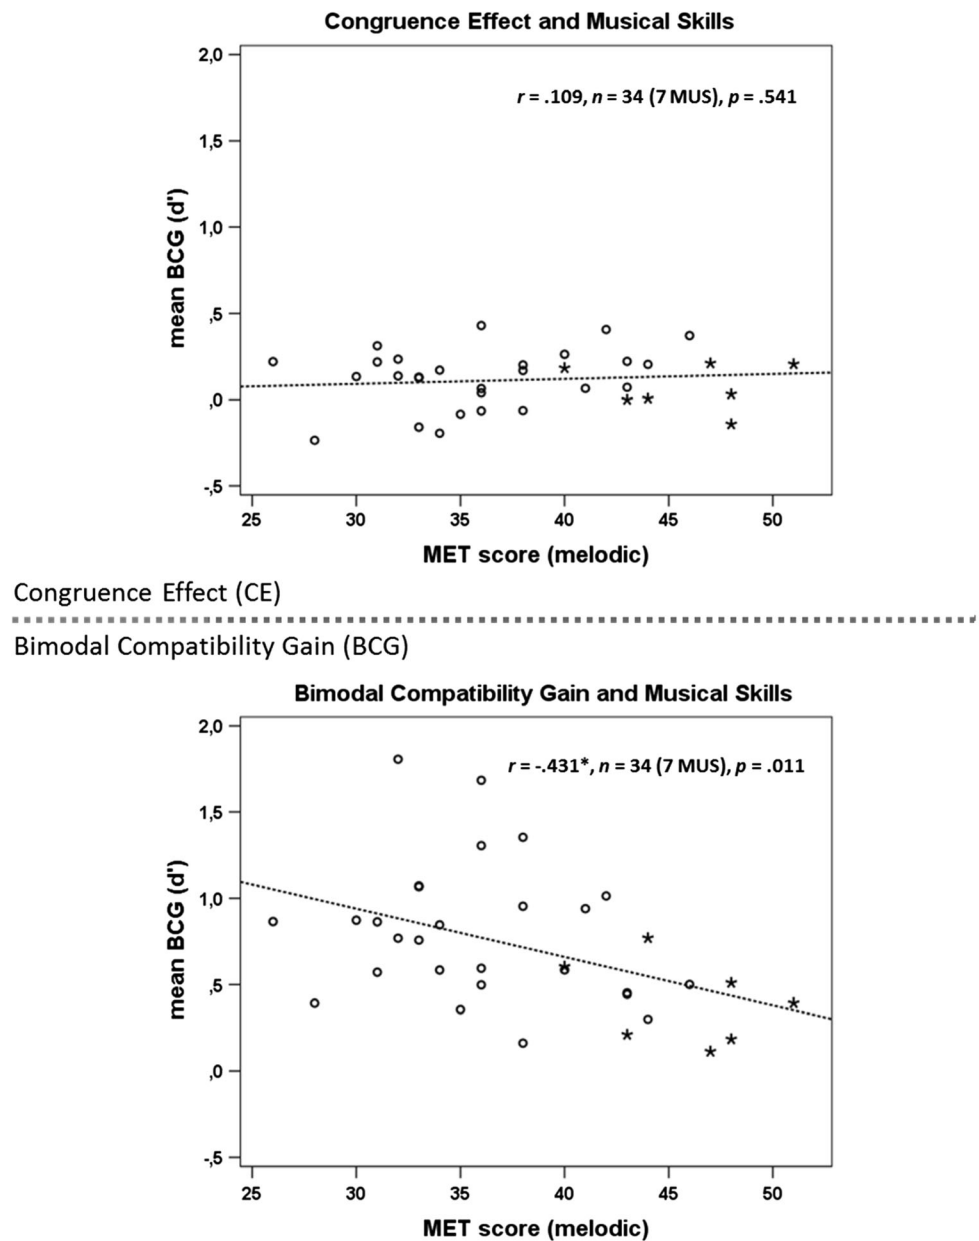 Congruence Effect and Musical Skills
r = .109, n = 34 (7 MUS), p = .541
mean BCG (d')
2,0
1,5
1,0
,5
,0
-,5
25 30 35 40 45 50
MET score (melodic)
Congruence Effect (CE)
Bimodal Compatibility Gain (BCG)
Bimodal Compatibility Gain and Musical Skills
r = -.431*, n = 34 (7 MUS), p = .011
mean BCG (d')
2,0
1,5
1,0
,5
,0
-,5
25 30 35 40 45 50
MET score (melodic)